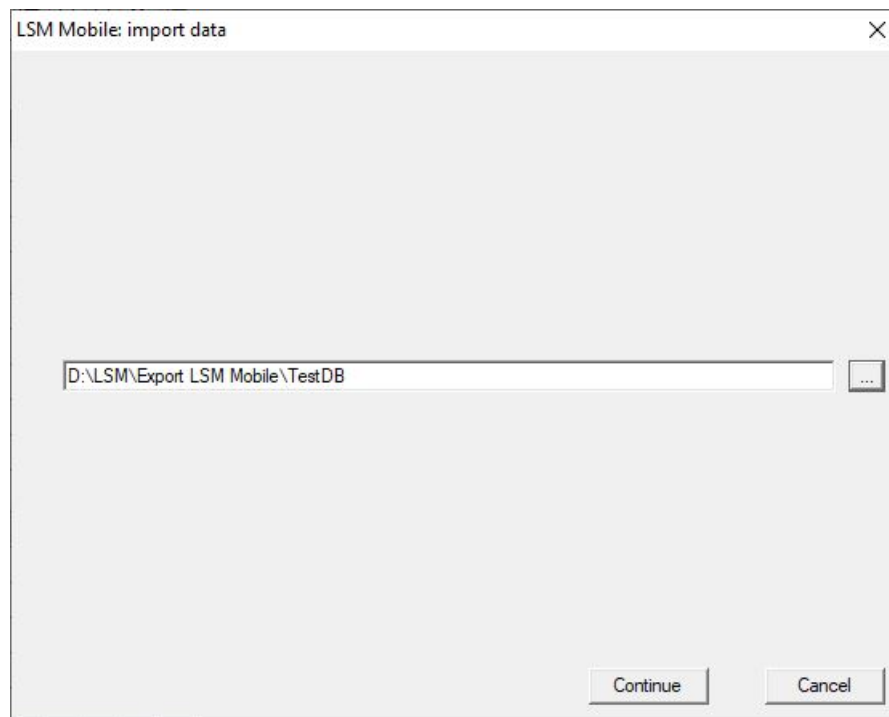 LSM Mobile: import data
D:\LSM\Export LSM Mobile\TestDB
...
Continue
Cancel